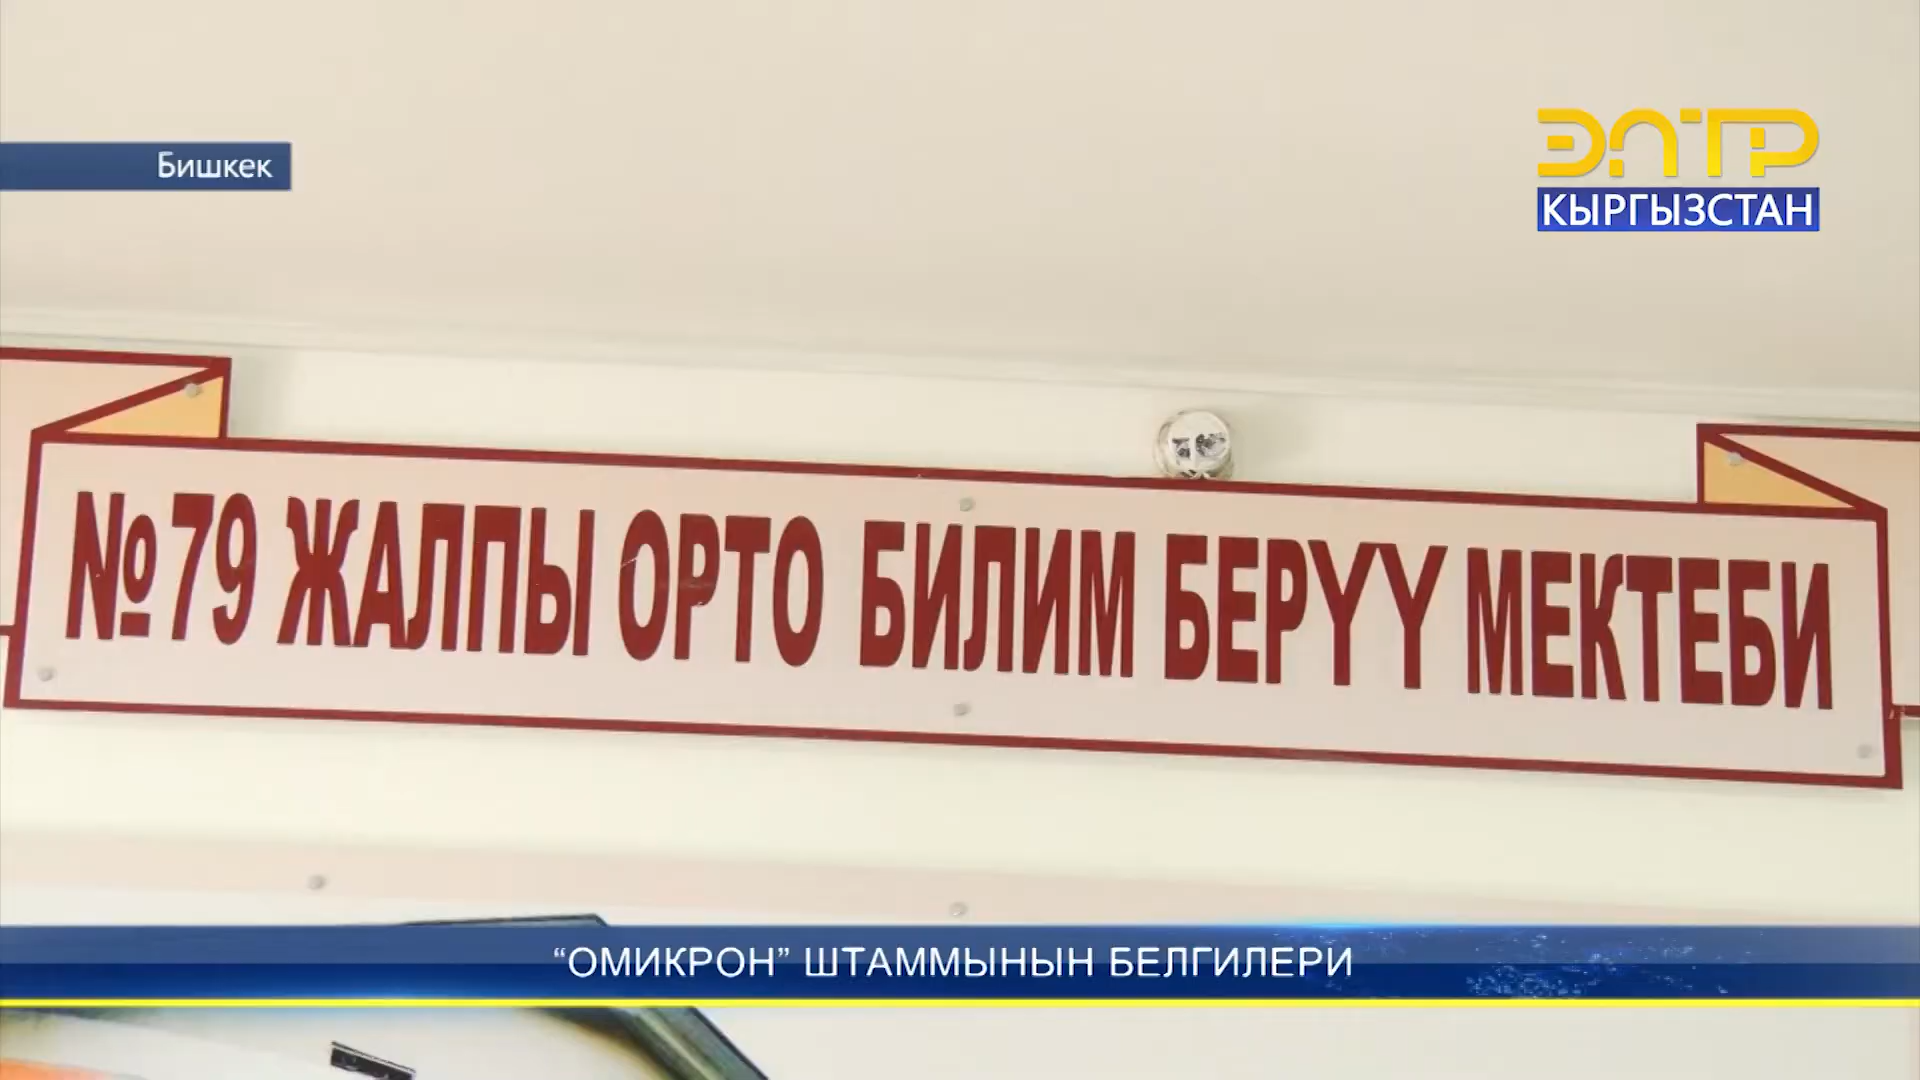 Бишкек
ЭЛТР
КЫРГЫЗСТАН
№79 ЖАЛПЫ ОРТО БИЛИМ БЕРҮҮ МЕКТЕБИ
“ОМИКРОН” ШТАММЫНЫН БЕЛГИЛЕРИ